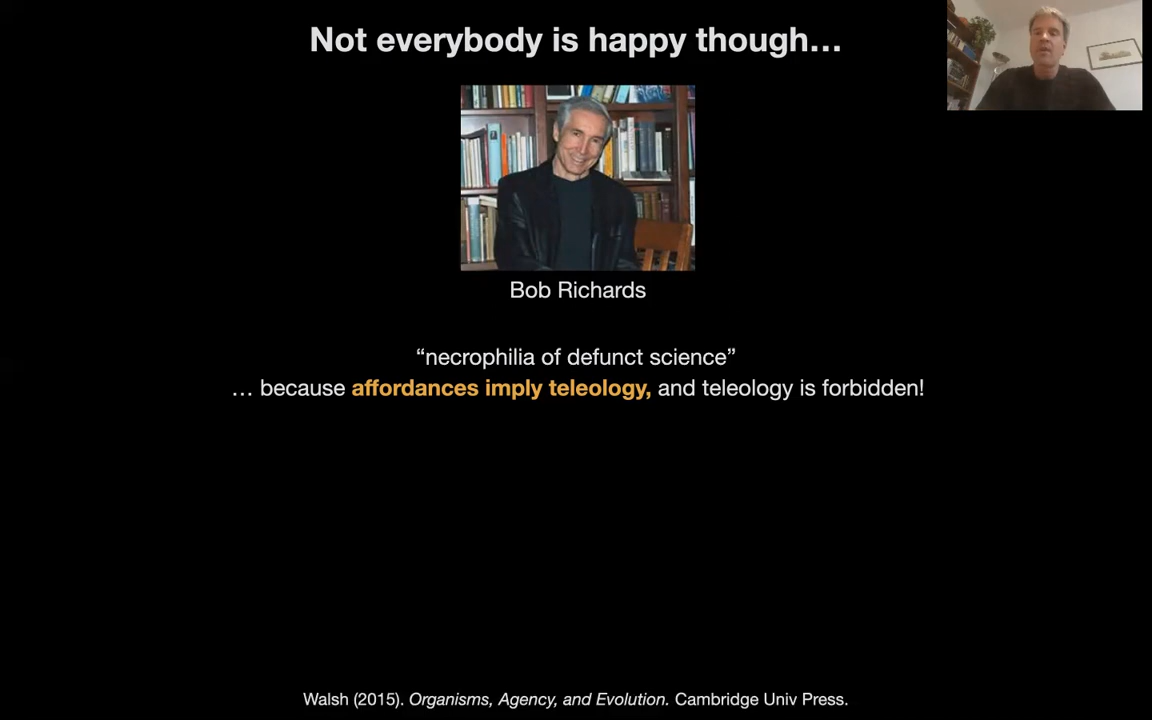 Not everybody is happy though…
Bob Richards
“necrophilia of defunct science”
… because affordances imply teleology, and teleology is forbidden!
Walsh (2015). Organisms, Agency, and Evolution. Cambridge Univ Press.